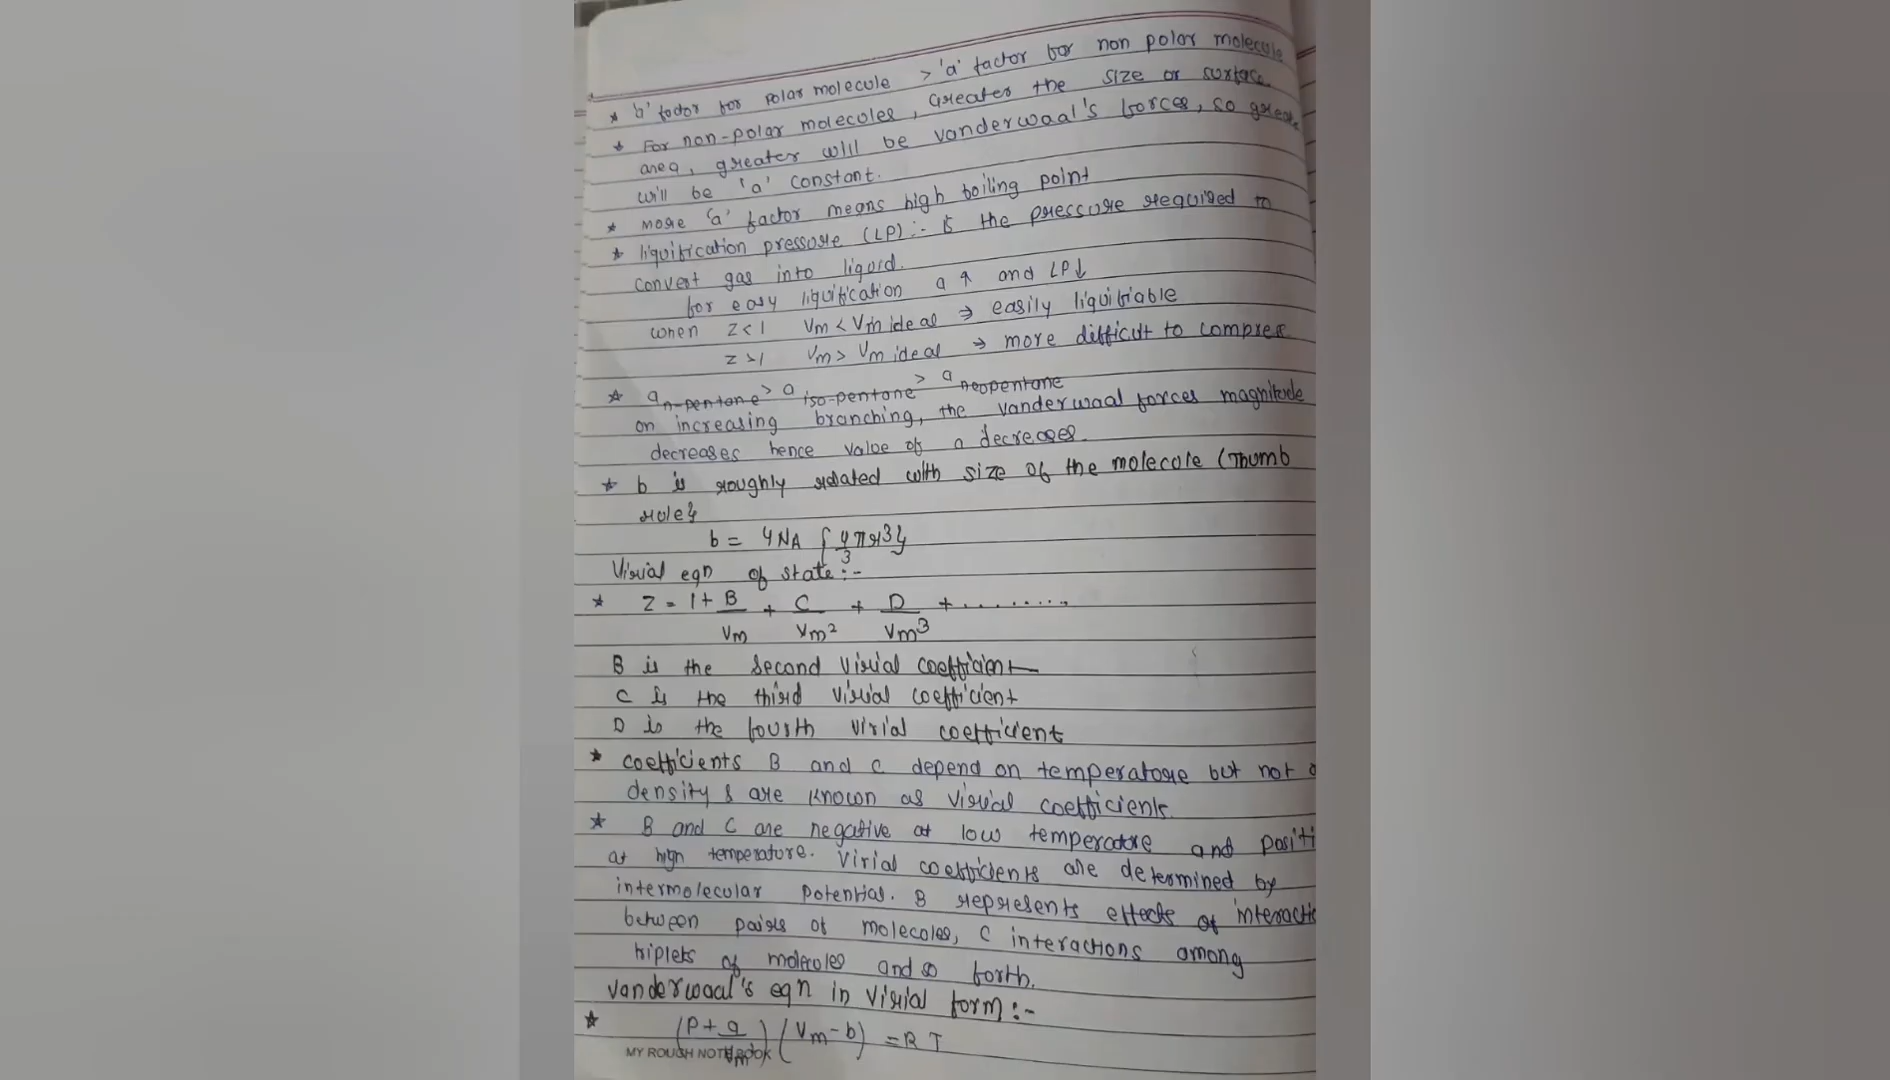 * 'a' factor for polar molecule > 'a' factor for non polar molecule
* For non-polar molecules, Greater the size or surface
area, greater will be vanderwaal's forces, so greate
will be 'a' constant.
* more 'a' factor means high boiling point
* liquification pressure (LP) :- is the pressure required to
convert gas into liquid.
for easy liquification a ↑ and LP↓
when Z<1 Vm < Vm ideal ⇒ easily liquifiable
Z>1 Vm > Vm ideal → more difficult to compress
* a n-pentane > a iso-pentane > a neopentane
on increasing branching, the vanderwaal forces magnitude
decreases hence value of a decreases.
* b is roughly related with size of the molecule (Thumb
rule}
b = 4NA {4/3 πr3}
Virial eqn of state :-
* Z = 1 + B/Vm + C/Vm2 + D/Vm3 + .........
B is the second virial coefficient
C is the third virial coefficient
D is the fourth virial coefficient
* coefficients B and C depend on temperature but not o
density & are known as virial coefficients.
* B and C are negative at low temperature and positi
at high temperature. Virial coefficients are determined by
intermolecular potential. B represents effects of interactio
between pairs of molecules, C interactions among
triplets of molecules and so forth.
vanderwaal's eqn in virial form :-
* (P + a/Vm2) (Vm - b) = RT
MY ROUGH NOTEBOOK